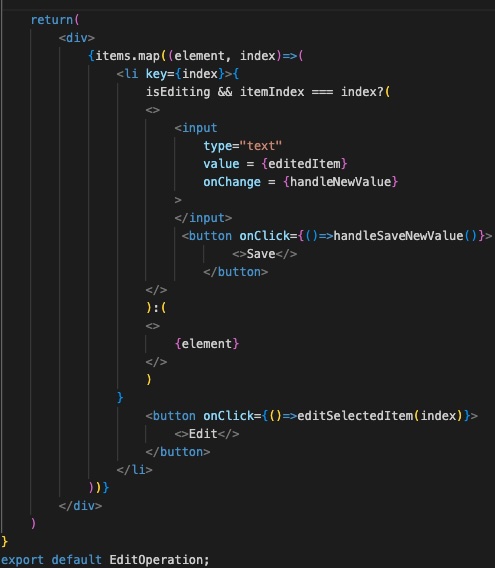 return(
<div>
{items.map((element, index)=>(
<li key={index}>{
isEditing && itemIndex === index?(
<>
<input
type="text"
value = {editedItem}
onChange = {handleNewValue}
>
</input>
<button onClick={()=>handleSaveNewValue()}>
<>Save</>
</button>
</>
):(
<>
{element}
</>
)
}
<button onClick={()=>editSelectedItem(index)}>
<>Edit</>
</button>
</li>
))}
</div>
)
}
export default EditOperation;